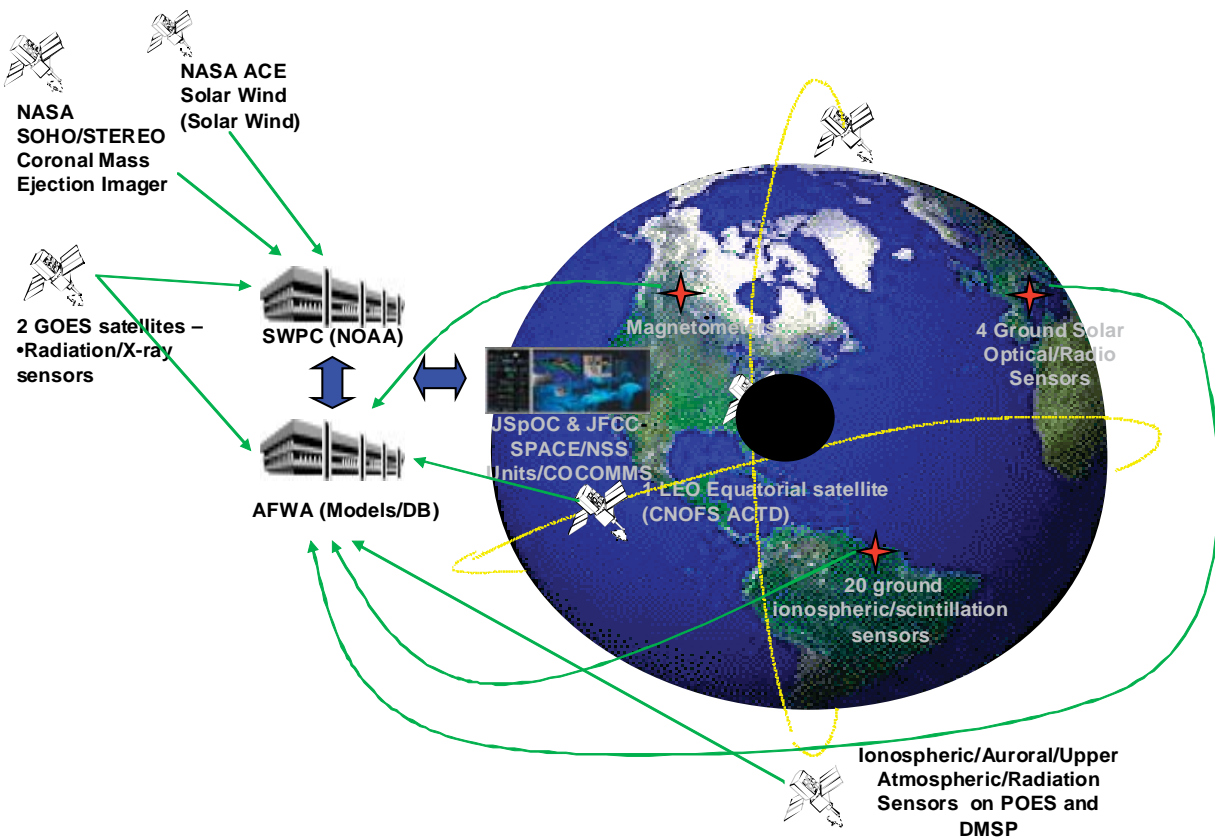 NASA ACE
Solar Wind
(Solar Wind)
NASA
SOHO/STEREO
Coronal Mass
Ejection Imager
2 GOES satellites –
•Radiation/X-ray
sensors
SWPC (NOAA)
AFWA (Models/DB)
Magnetometers
4 Ground Solar
Optical/Radio
Sensors
JSpOC & JFCC-
SPACE/NSS
Units/COCOMMS
1 LEO Equatorial satellite
(CNOFS ACTD)
20 ground
ionospheric/scintillation
sensors
Ionospheric/Auroral/Upper
Atmospheric/Radiation
Sensors on POES and
DMSP